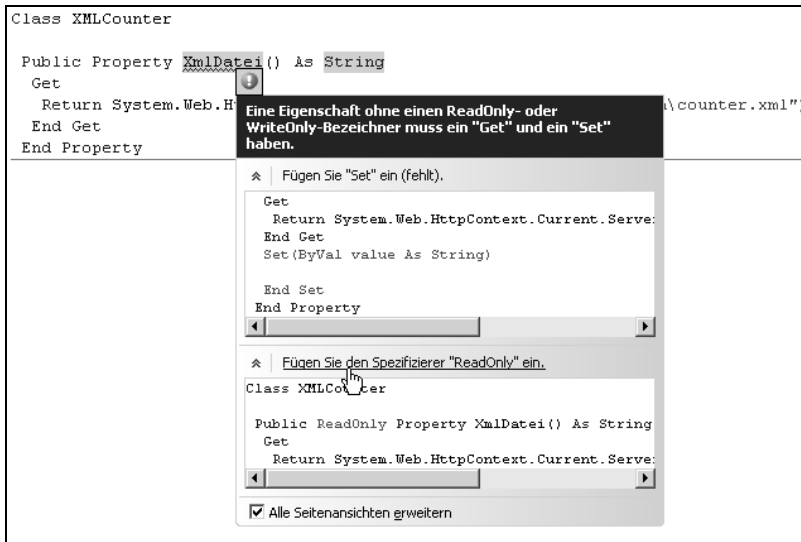 Class XMLCounter
Public Property XmlDatei() As String
Get
Return System.Web.H \counter.xml")
End Get
End Property
Eine Eigenschaft ohne einen ReadOnly- oder
WriteOnly-Bezeichner muss ein "Get" und ein "Set"
haben.
Fügen Sie "Set" ein (fehlt).
Get
Return System.Web.HttpContext.Current.Server
End Get
Set(ByVal value As String)
End Set
End Property
Fügen Sie den Spezifizierer "ReadOnly" ein.
Class XMLCounter
Public ReadOnly Property XmlDatei() As String
Get
Return System.Web.HttpContext.Current.Server
Alle Seitenansichten erweitern